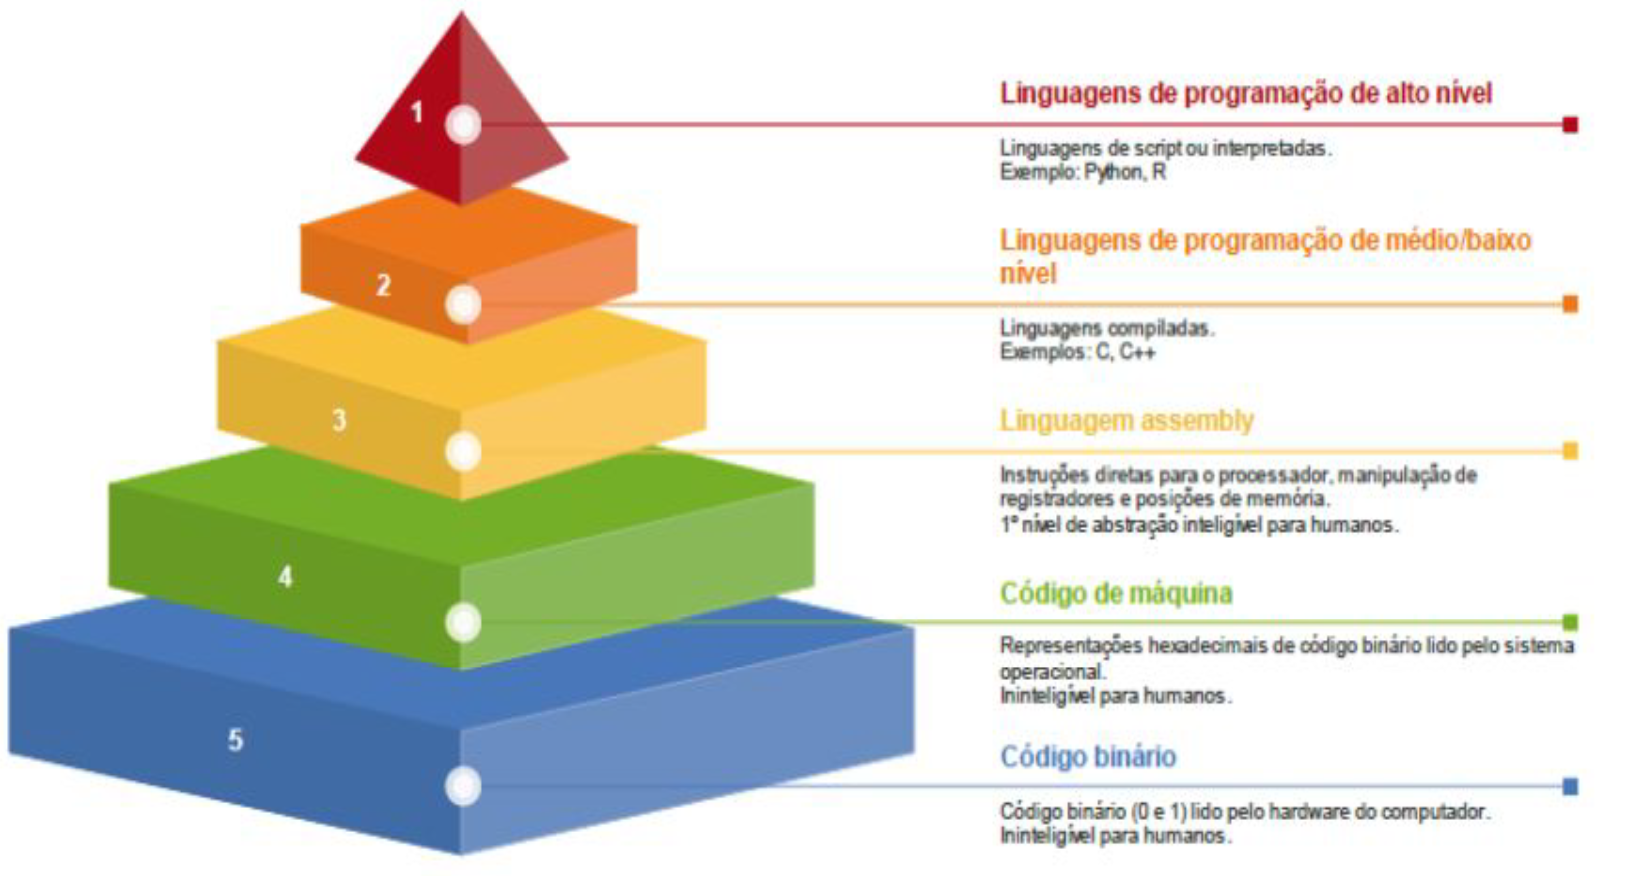 1
Linguagens de programação de alto nível
Linguagens de script ou interpretadas.
Exemplo: Python, R
2
Linguagens de programação de médio/baixo
nível
Linguagens compiladas.
Exemplos: C, C++
3
Linguagem assembly
Instruções diretas para o processador, manipulação de
registradores e posições de memória.
1º nível de abstração inteligível para humanos.
4
Código de máquina
Representações hexadecimais de código binário lido pelo sistema
operacional.
Ininteligível para humanos.
5
Código binário
Código binário (0 e 1) lido pelo hardware do computador.
Ininteligível para humanos.